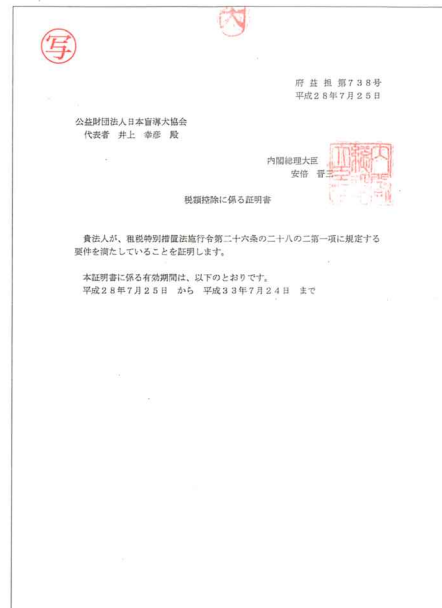 内
写
府益担第738号
平成28年7月25日
公益財団法人日本盲導犬協会
代表者 井上 幸彦 殿
内閣総理大臣
安倍 晋三
税額控除に係る証明書
貴法人が、租税特別措置法施行令第二十六条の二十八の二第一項に規定する
要件を満たしていることを証明します。
本証明書に係る有効期間は、以下のとおりです。
平成28年7月25日 から 平成33年7月24日 まで